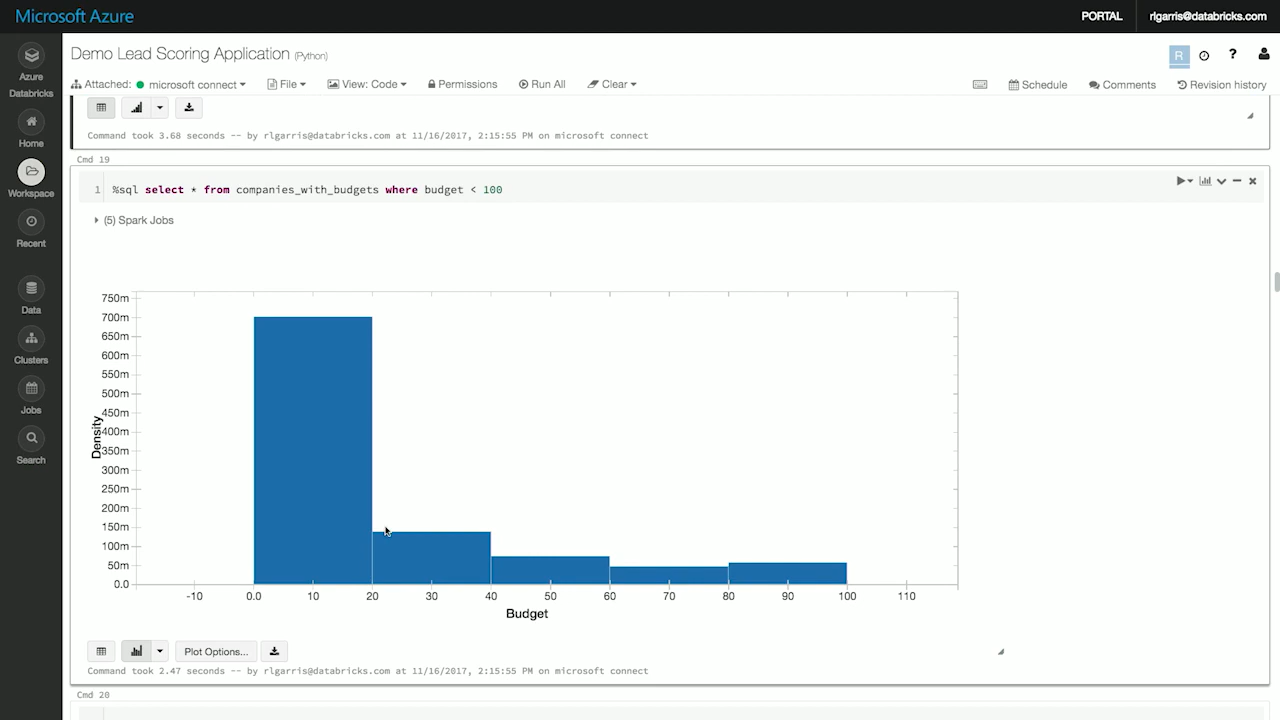 Microsoft Azure
PORTAL
rlgarris@databricks.com
Azure
Databricks
Home
Workspace
Recent
Data
Clusters
Jobs
Search
Demo Lead Scoring Application (Python)
R
?
Attached: microsoft connect
File
View: Code
Permissions
Run All
Clear
Schedule
Comments
Revision history
Command took 3.68 seconds -- by rlgarris@databricks.com at 11/16/2017, 2:15:55 PM on microsoft connect
Cmd 19
1 %sql select * from companies_with_budgets where budget < 100
(5) Spark Jobs
Density
750m
700m
650m
600m
550m
500m
450m
400m
350m
300m
250m
200m
150m
100m
50m
0.0
-10 0.0 10 20 30 40 50 60 70 80 90 100 110
Budget
Plot Options...
Command took 2.47 seconds -- by rlgarris@databricks.com at 11/16/2017, 2:15:55 PM on microsoft connect
Cmd 20